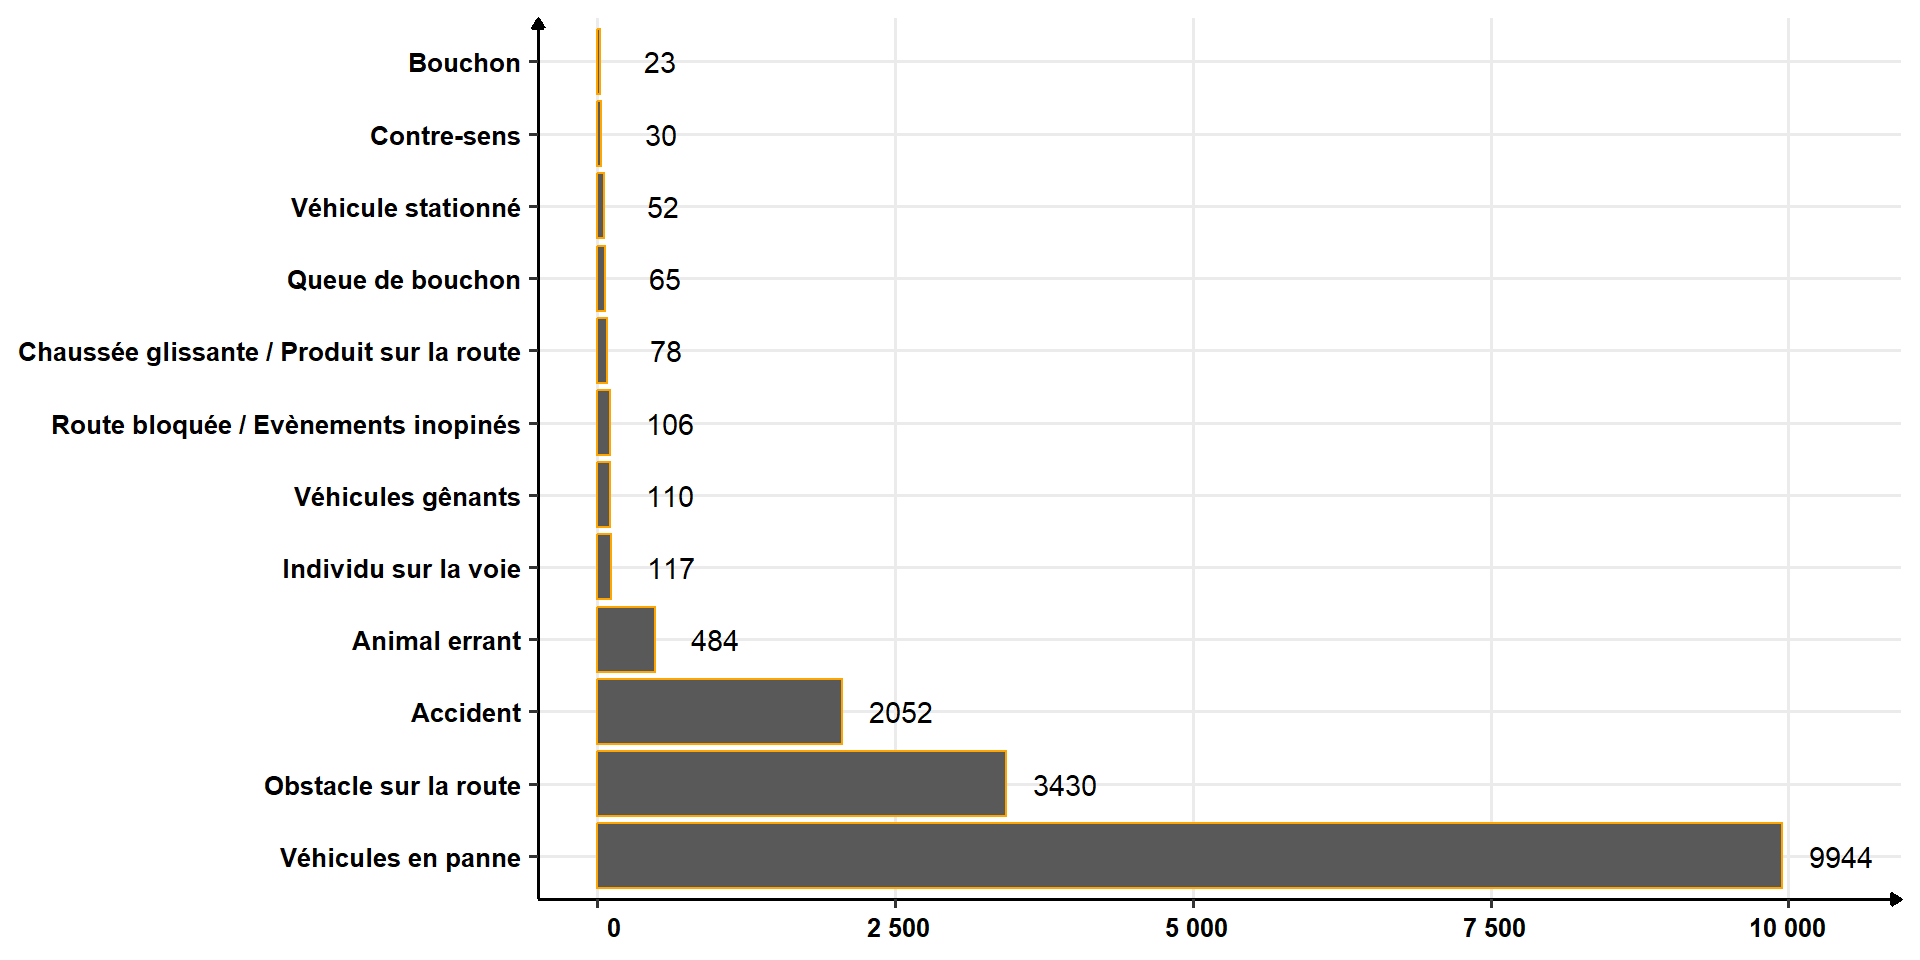 Bouchon 23
Contre-sens 30
Véhicule stationné 52
Queue de bouchon 65
Chaussée glissante / Produit sur la route 78
Route bloquée / Evènements inopinés 106
Véhicules gênants 110
Individu sur la voie 117
Animal errant 484
Accident 2052
Obstacle sur la route 3430
Véhicules en panne 9944
0 2 500 5 000 7 500 10 000